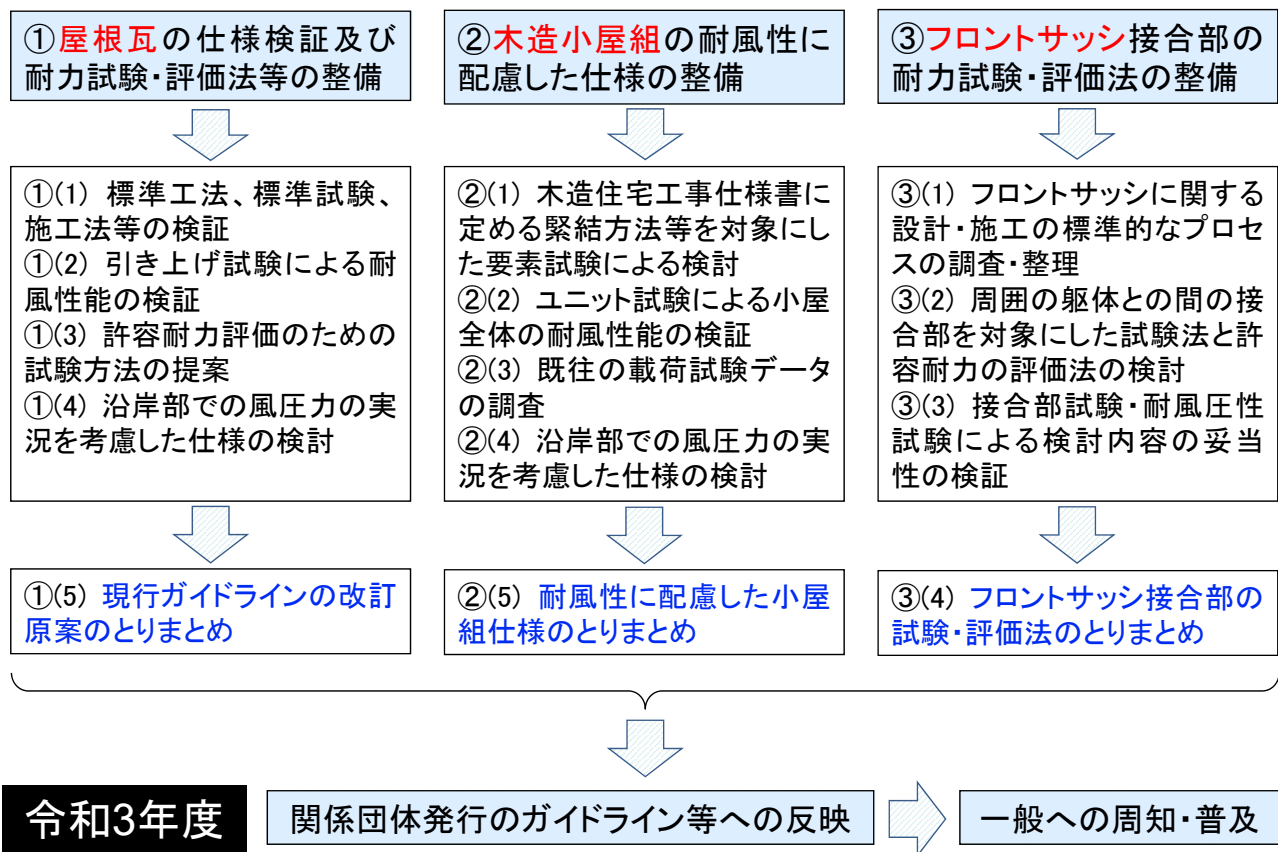 ①屋根瓦の仕様検証及び
耐力試験・評価法等の整備
②木造小屋組の耐風性に
配慮した仕様の整備
③フロントサッシ接合部の
耐力試験・評価法の整備
①(1) 標準工法、標準試験、
施工法等の検証
①(2) 引き上げ試験による耐
風性能の検証
①(3) 許容耐力評価のための
試験方法の提案
①(4) 沿岸部での風圧力の実
況を考慮した仕様の検討
②(1) 木造住宅工事仕様書に
定める緊結方法等を対象にし
た要素試験による検討
②(2) ユニット試験による小屋
全体の耐風性能の検証
②(3) 既往の載荷試験データ
の調査
②(4) 沿岸部での風圧力の実
況を考慮した仕様の検討
③(1) フロントサッシに関する
設計・施工の標準的なプロセ
スの調査・整理
③(2) 周囲の躯体との間の接
合部を対象にした試験法と許
容耐力の評価法の検討
③(3) 接合部試験・耐風圧性
試験による検討内容の妥当
性の検証
①(5) 現行ガイドラインの改訂
原案のとりまとめ
②(5) 耐風性に配慮した小屋
組仕様のとりまとめ
③(4) フロントサッシ接合部の
試験・評価法のとりまとめ
令和3年度
関係団体発行のガイドライン等への反映
一般への周知・普及